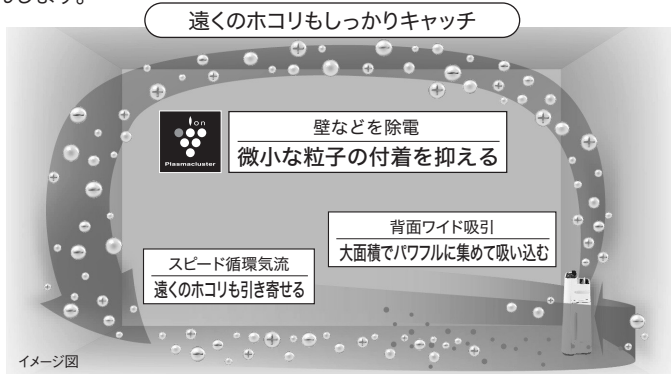 します。
遠くのホコリもしっかりキャッチ
ion
Plasmacluster
壁などを除電
微小な粒子の付着を抑える
背面ワイド吸引
大面積でパワフルに集めて吸い込む
スピード循環気流
遠くのホコリも引き寄せる
イメージ図